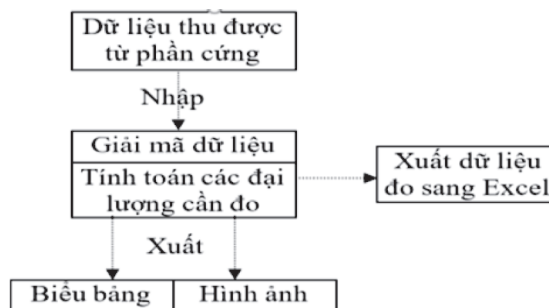 Dữ liệu thu được
từ phần cứng
Nhập
Giải mã dữ liệu
Tính toán các đại
lượng cần đo
Xuất dữ liệu
đo sang Excel
Xuất
Biểu bảng
Hình ảnh